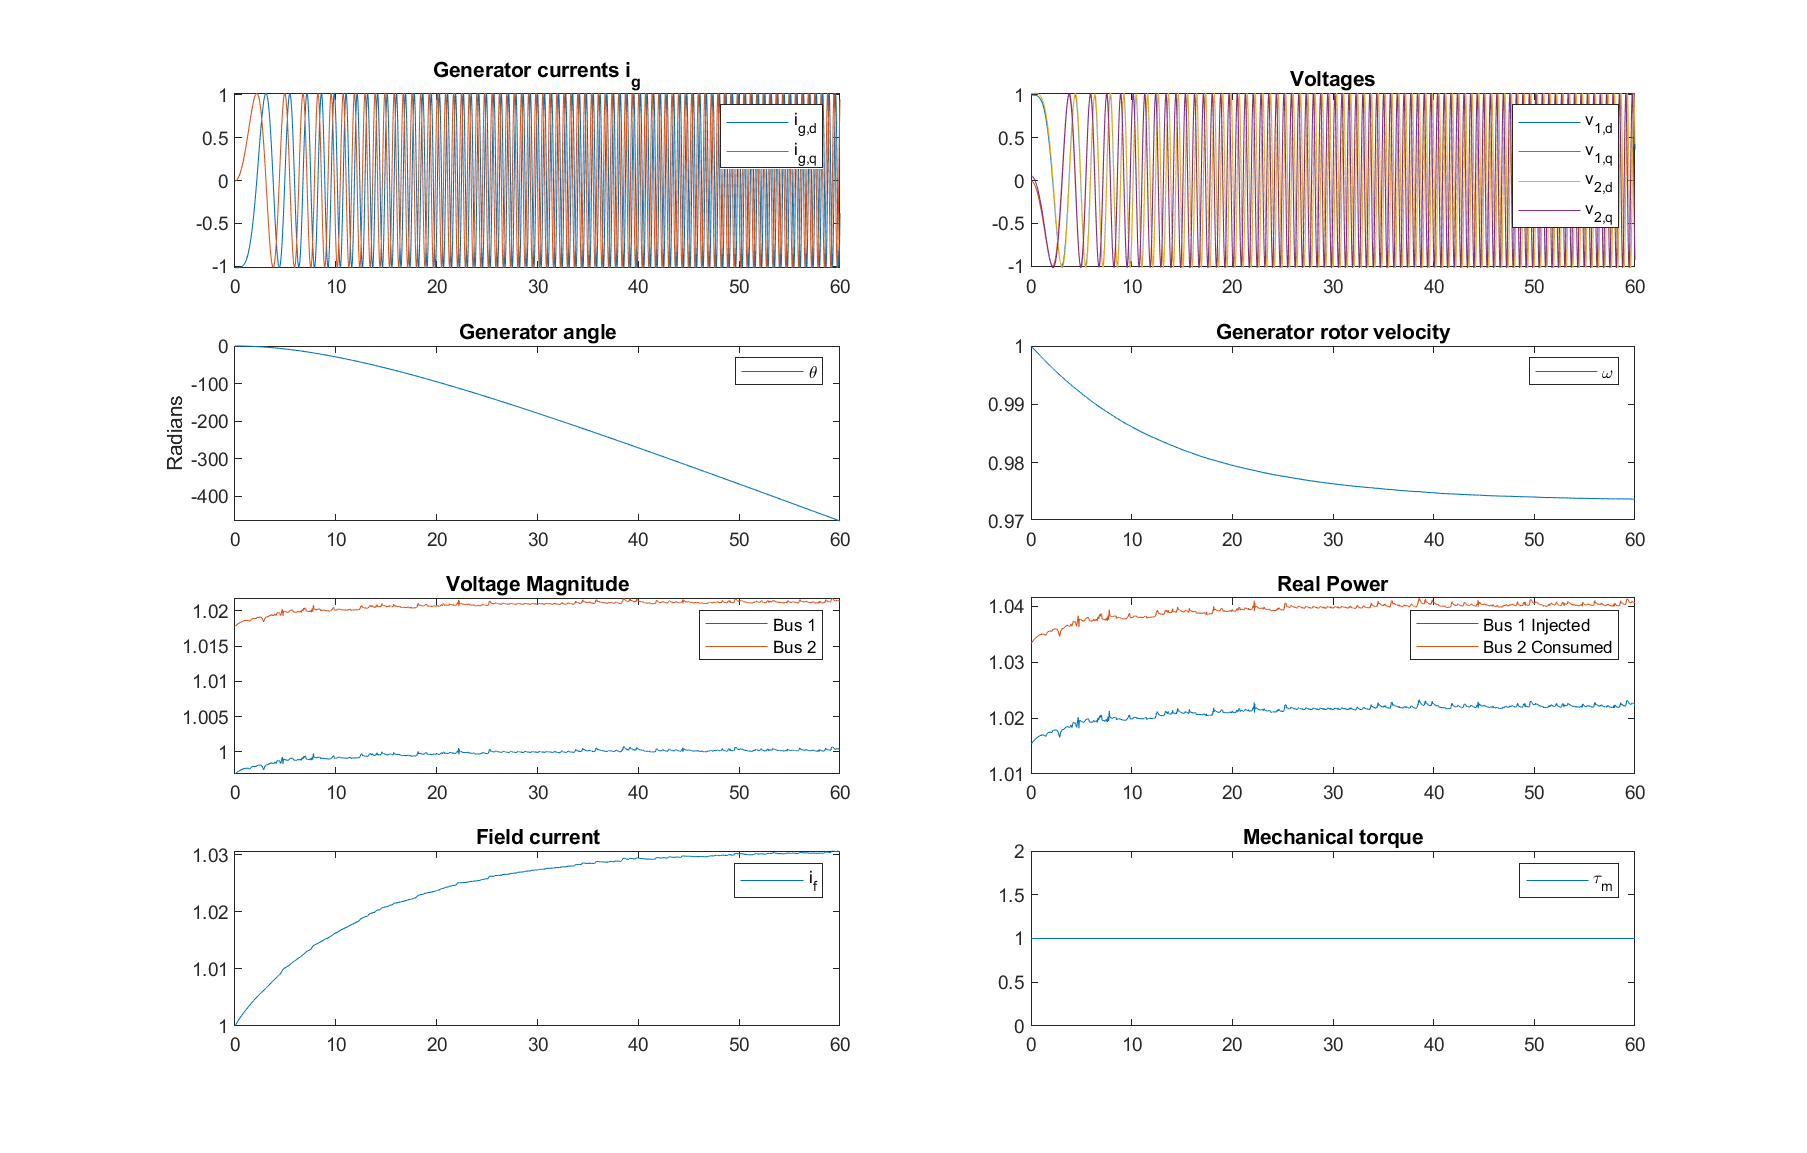 Generator currents i_g
1
0.5
0
-0.5
-1
0 10 20 30 40 50 60
i_g,d
i_g,q
Voltages
1
0.5
0
-0.5
-1
0 10 20 30 40 50 60
v_1,d
v_1,q
v_2,d
v_2,q
Generator angle
Radians
0
-100
-200
-300
-400
0 10 20 30 40 50 60
θ
Generator rotor velocity
1
0.99
0.98
0.97
0 10 20 30 40 50 60
ω
Voltage Magnitude
1.02
1.015
1.01
1.005
1
0 10 20 30 40 50 60
Bus 1
Bus 2
Real Power
1.04
1.03
1.02
1.01
0 10 20 30 40 50 60
Bus 1 Injected
Bus 2 Consumed
Field current
1.03
1.02
1.01
1
0 10 20 30 40 50 60
i_f
Mechanical torque
2
1.5
1
0.5
0
0 10 20 30 40 50 60
τ_m